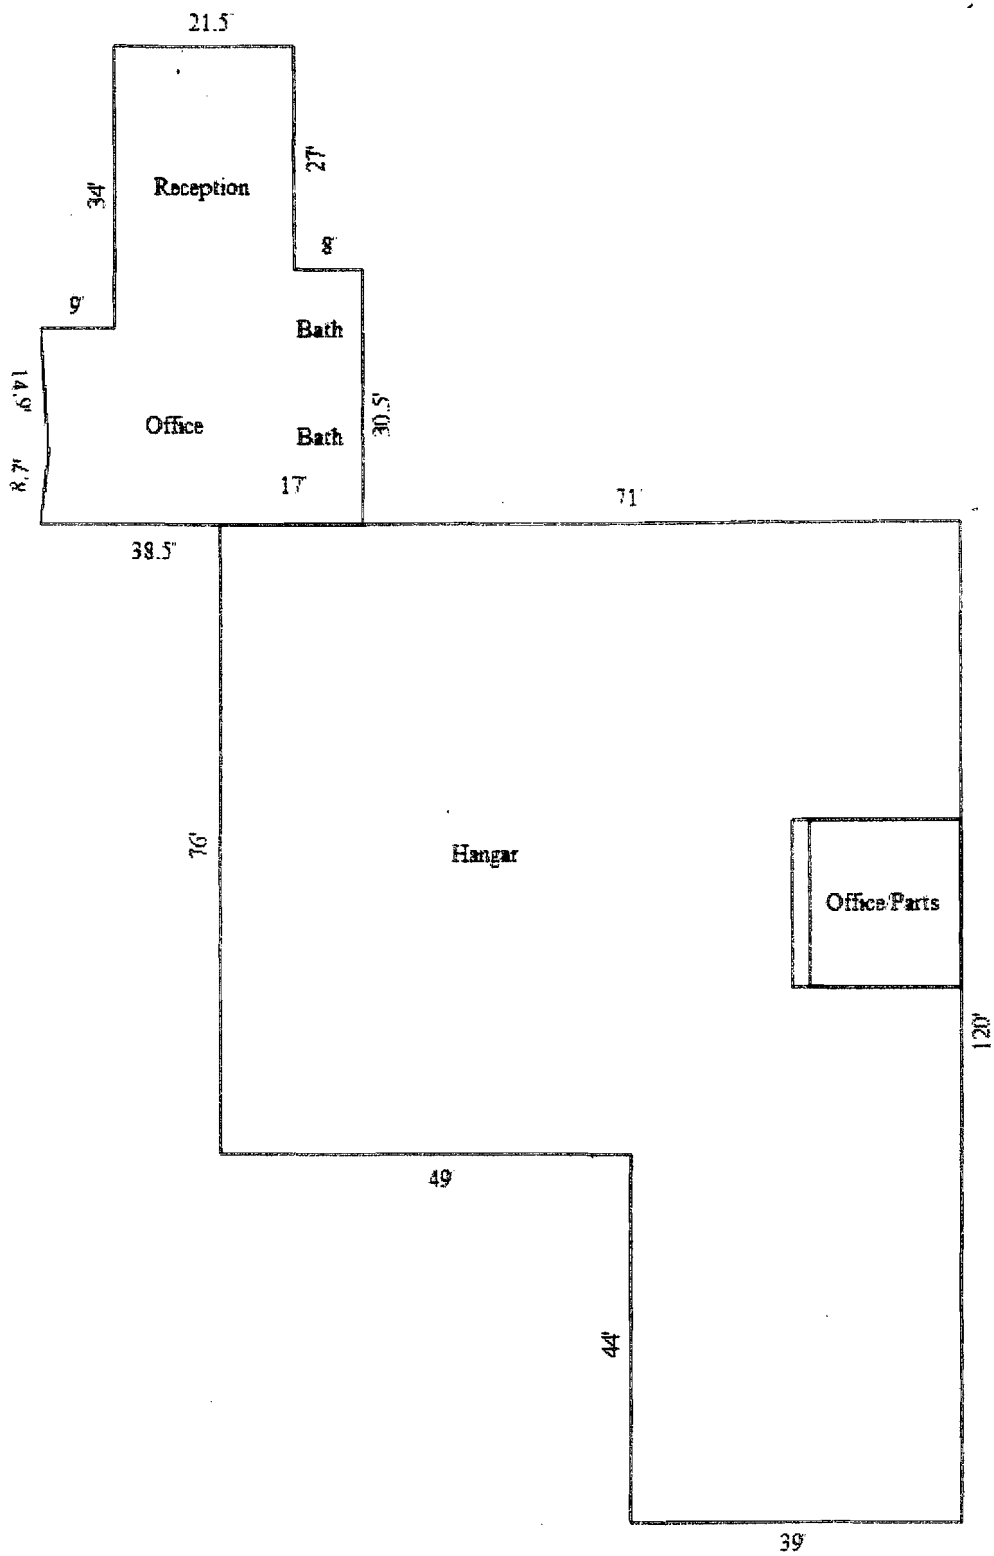 21.5'
27'
34'
Reception
8'
9'
Bath
14.9'
30.5'
Office
Bath
8.7'
17'
71'
38.5'
76'
Hangar
Office/Parts
120'
49'
44'
39'